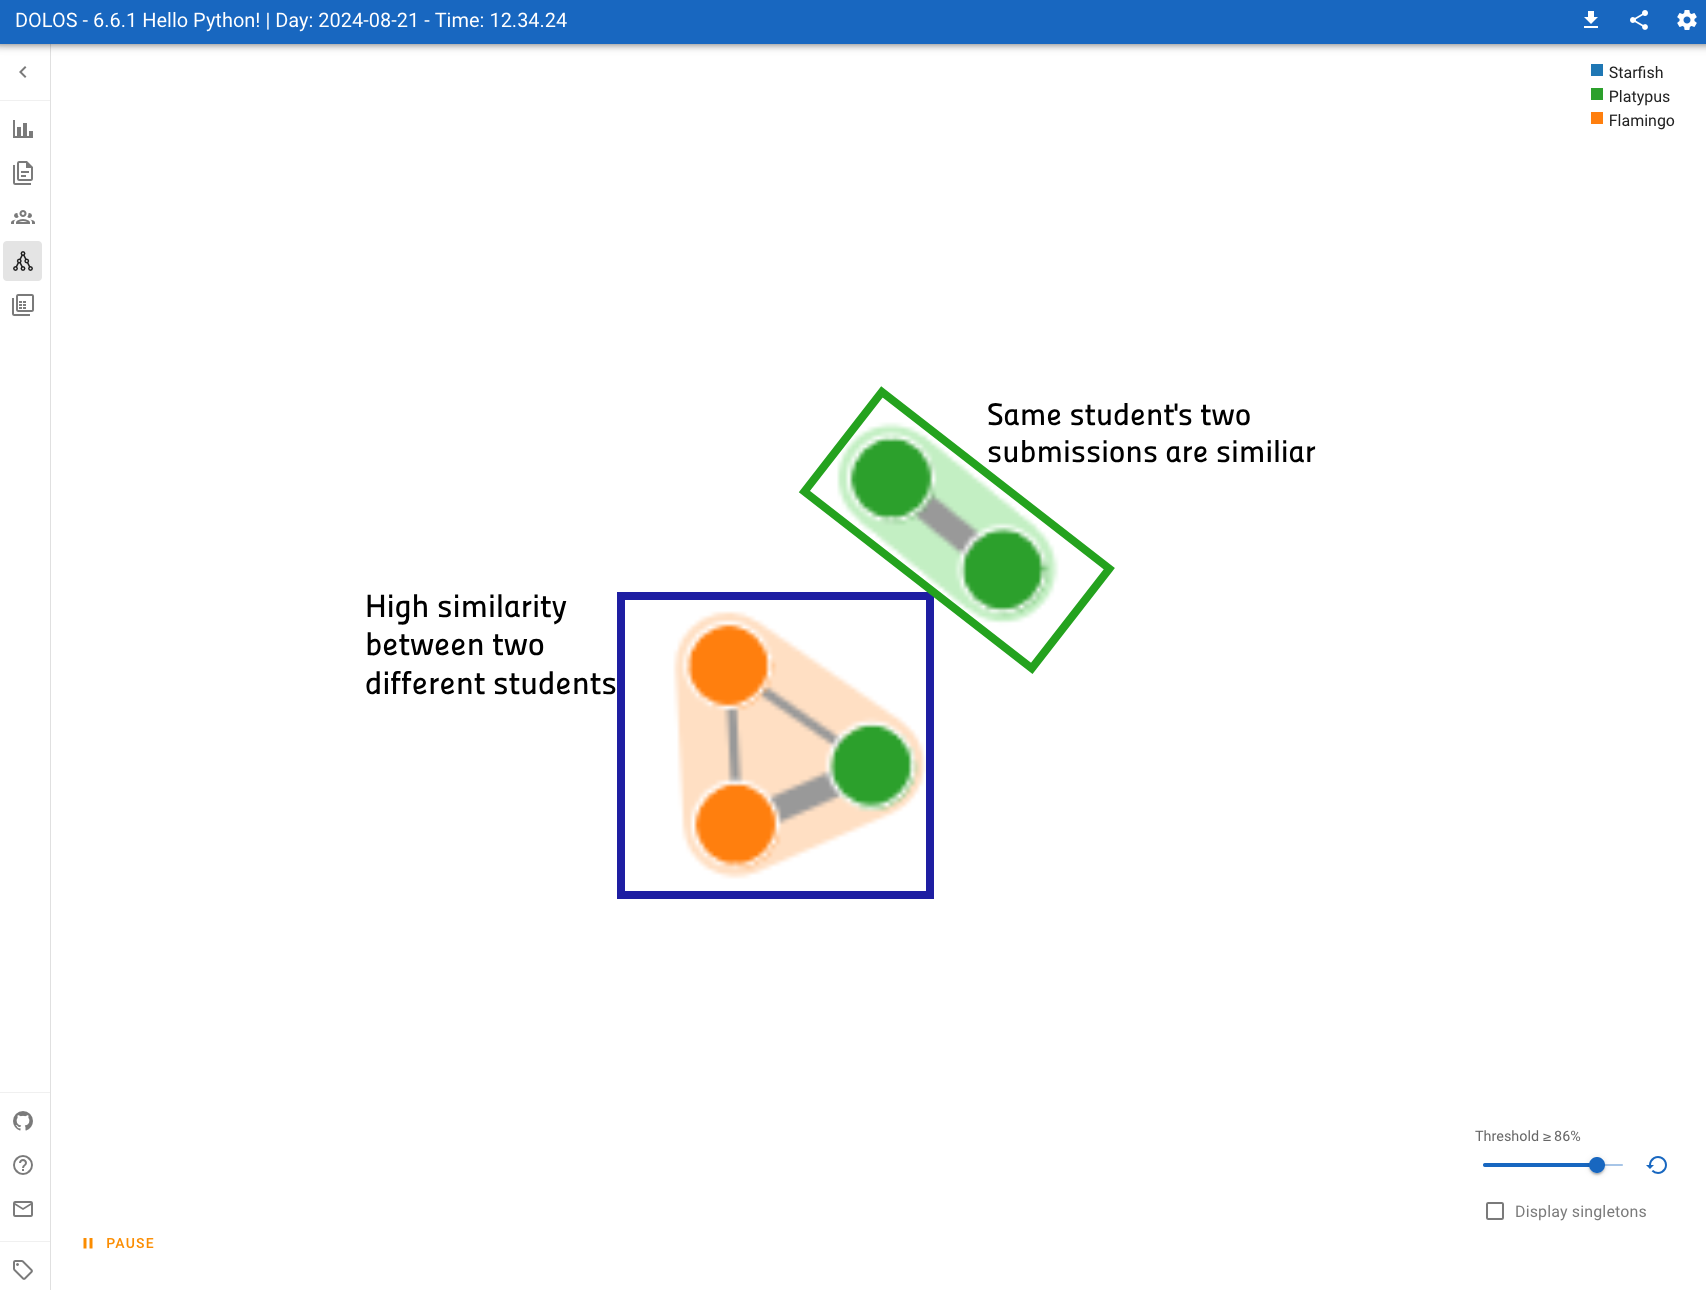 DOLOS - 6.6.1 Hello Python! | Day: 2024-08-21 - Time: 12.34.24
Starfish
Platypus
Flamingo
Same student's two
submissions are similiar
High similarity
between two
different students
Threshold ≥ 86%
Display singletons
PAUSE